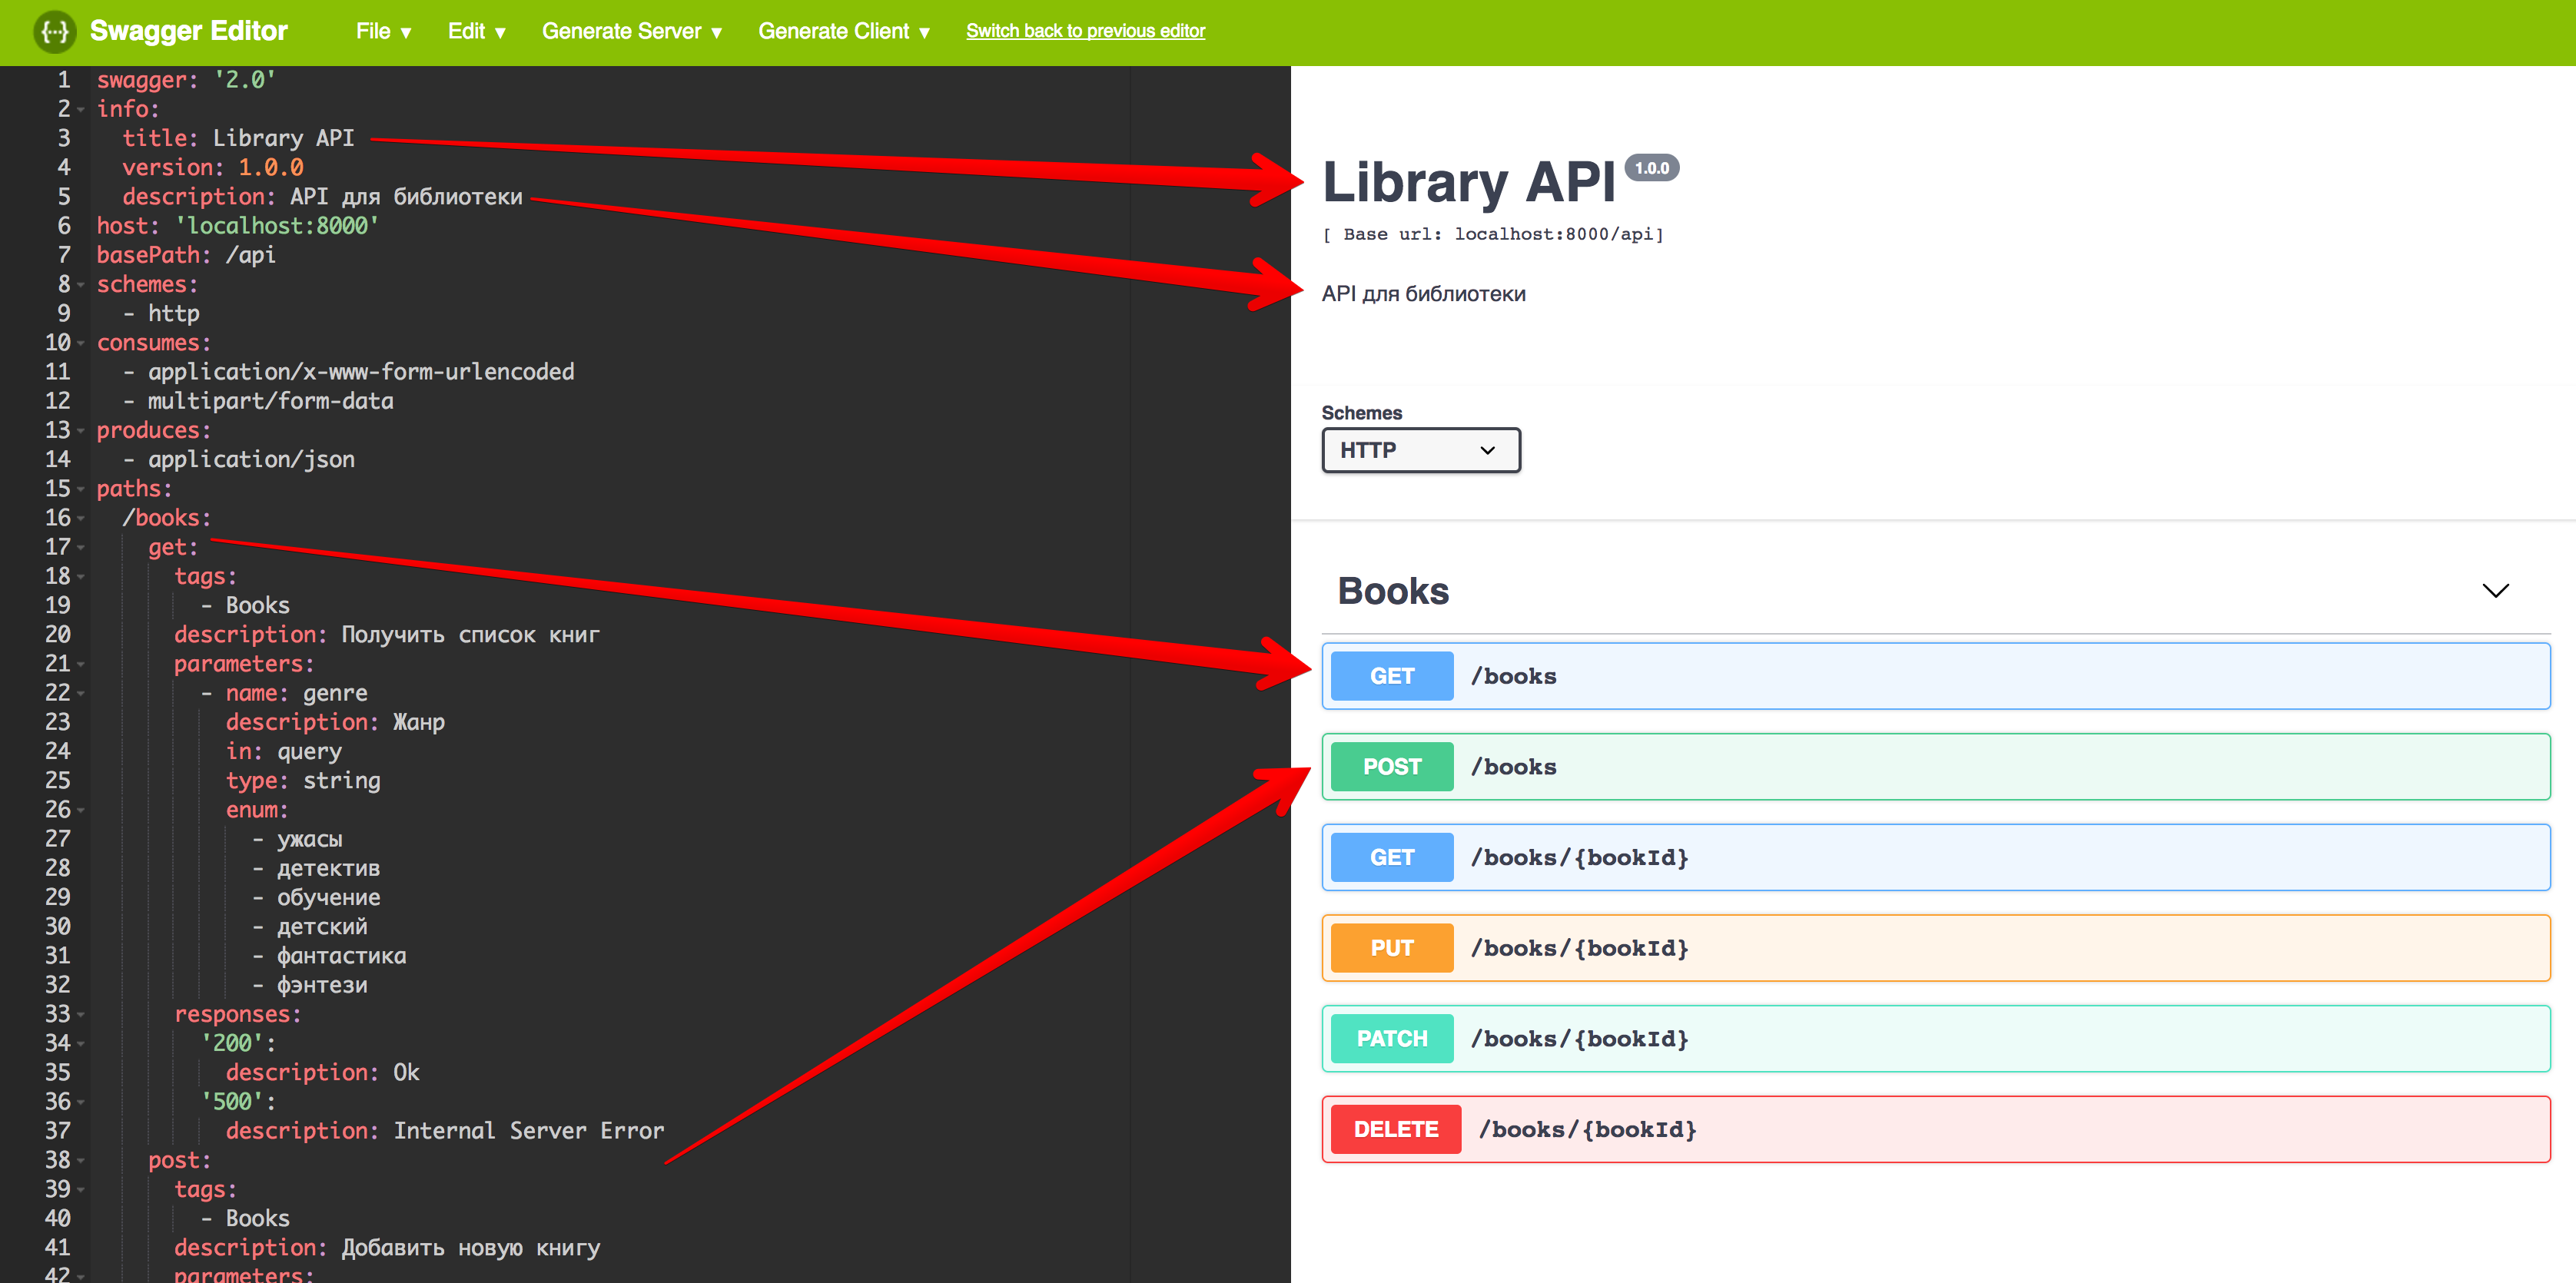 {...} Swagger Editor File ▼ Edit ▼ Generate Server ▼ Generate Client ▼ Switch back to previous editor
1 swagger: '2.0'
2 info:
3 title: Library API
4 version: 1.0.0
5 description: API для библиотеки
6 host: 'localhost:8000'
7 basePath: /api
8 schemes:
9 - http
10 consumes:
11 - application/x-www-form-urlencoded
12 - multipart/form-data
13 produces:
14 - application/json
15 paths:
16 /books:
17 get:
18 tags:
19 - Books
20 description: Получить список книг
21 parameters:
22 - name: genre
23 description: Жанр
24 in: query
25 type: string
26 enum:
27 - ужасы
28 - детектив
29 - обучение
30 - детский
31 - фантастика
32 - фэнтези
33 responses:
34 '200':
35 description: Ok
36 '500':
37 description: Internal Server Error
38 post:
39 tags:
40 - Books
41 description: Добавить новую книгу
42 parameters:
Library API 1.0.0
[ Base url: localhost:8000/api]
API для библиотеки
Schemes
HTTP
Books
GET /books
POST /books
GET /books/{bookId}
PUT /books/{bookId}
PATCH /books/{bookId}
DELETE /books/{bookId}